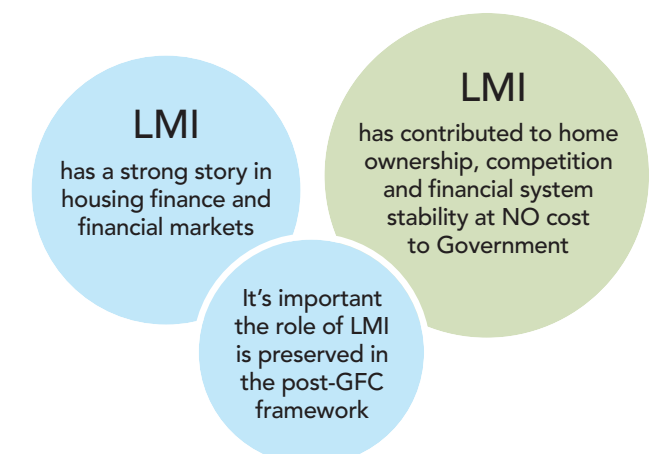 LMI
has a strong story in
housing finance and
financial markets
LMI
has contributed to home
ownership, competition
and financial system
stability at NO cost
to Government
It's important
the role of LMI
is preserved in
the post-GFC
framework